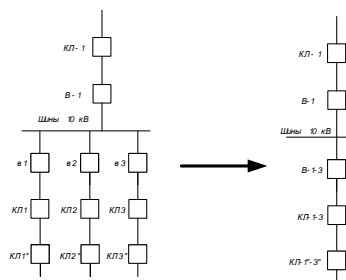 КЛ- 1
В- 1
Шины 10 кВ
в 1
в 2
в 3
КЛ1
КЛ2
КЛ3
КЛ1"
КЛ2"
КЛ3"
КЛ- 1
В- 1
Шины 10 кВ
В-1-3
КЛ-1-3
КЛ-1"-3"